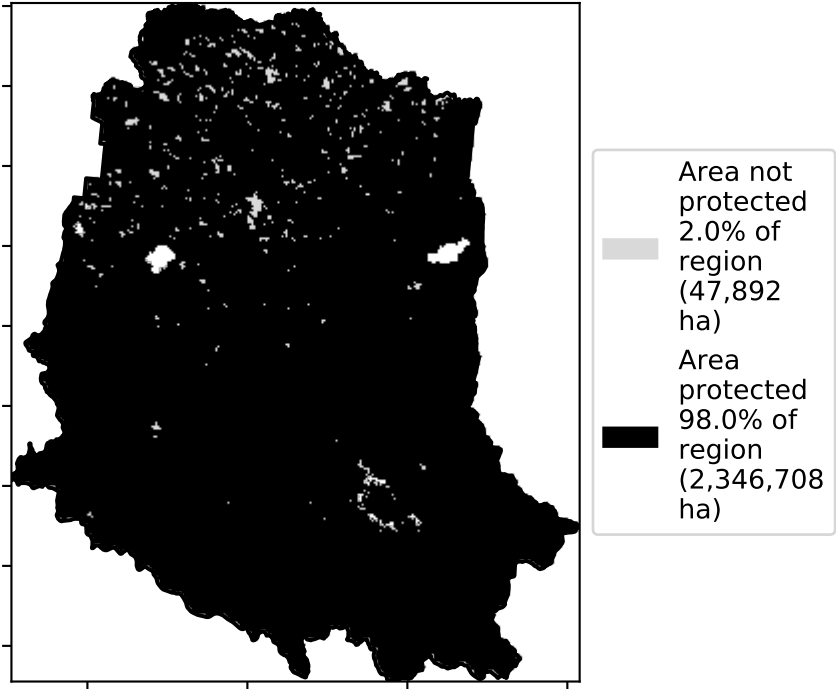 Area not
protected
2.0% of
region
(47,892
ha)
Area
protected
98.0% of
region
(2,346,708
ha)